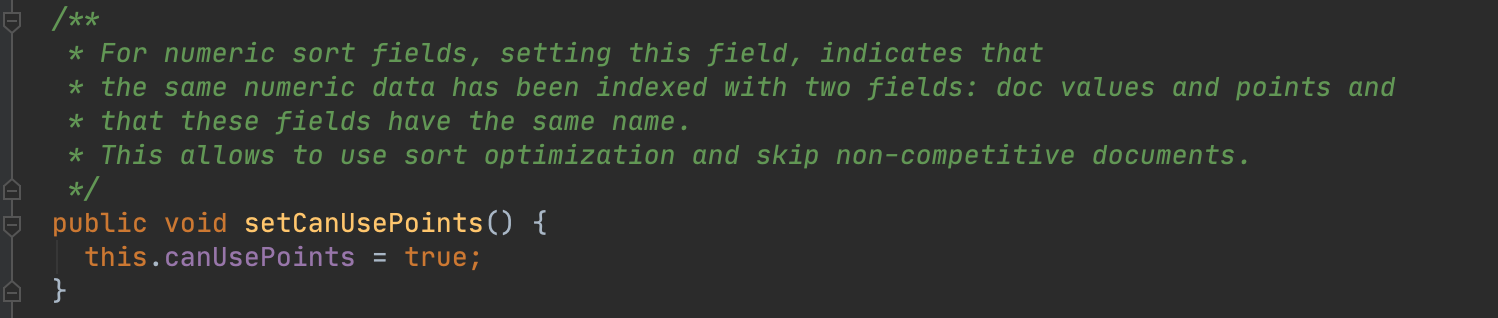 /**
 * For numeric sort fields, setting this field, indicates that
 * the same numeric data has been indexed with two fields: doc values and points and
 * that these fields have the same name.
 * This allows to use sort optimization and skip non-competitive documents.
 */
public void setCanUsePoints() {
  this.canUsePoints = true;
}